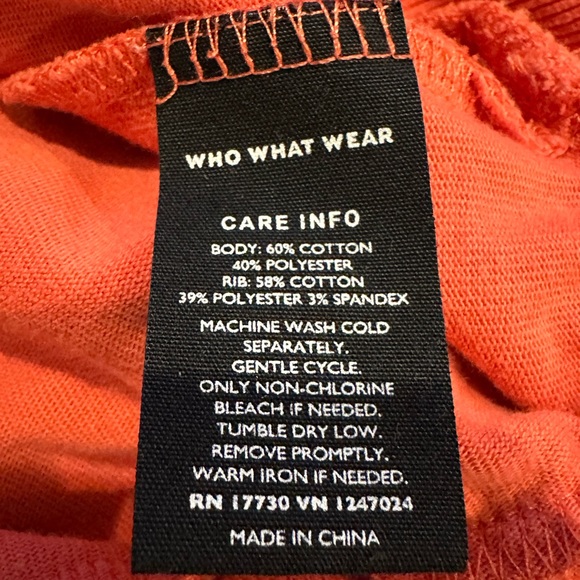 WHO WHAT WEAR
CARE INFO
BODY: 60% COTTON
40% POLYESTER
RIB: 58% COTTON
39% POLYESTER 3% SPANDEX
MACHINE WASH COLD
SEPARATELY.
GENTLE CYCLE.
ONLY NON-CHLORINE
BLEACH IF NEEDED.
TUMBLE DRY LOW.
REMOVE PROMPTLY.
WARM IRON IF NEEDED.
RN 17730 VN 1247024
MADE IN CHINA